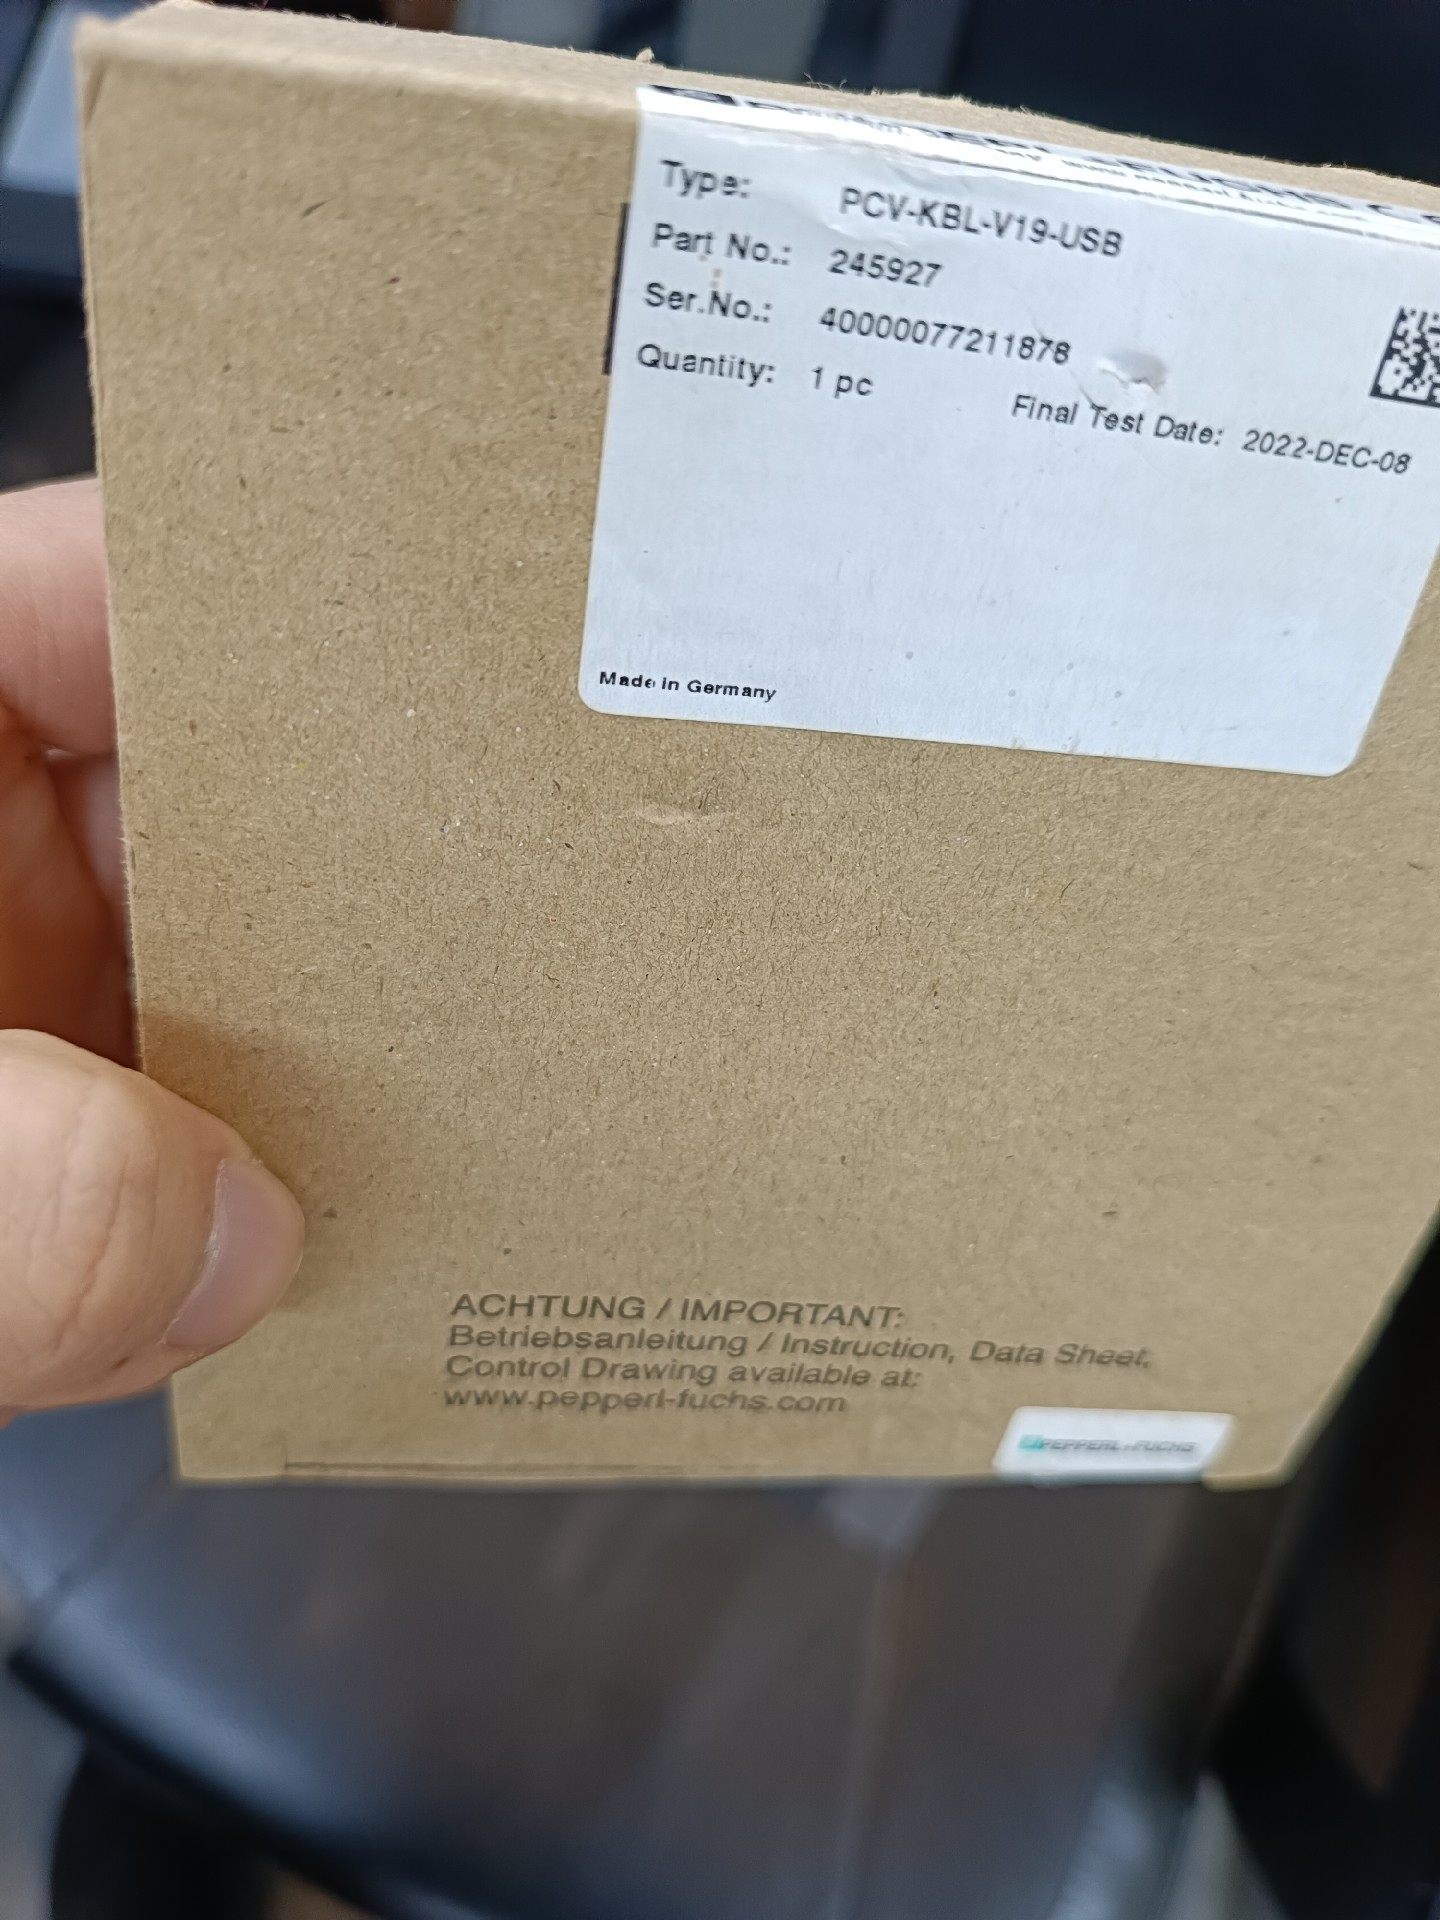 Type: PCV-KBL-V19-USB
Part No.: 245927
Ser.No.: 40000077211878
Quantity: 1 pc
Final Test Date: 2022-DEC-08
Made in Germany
ACHTUNG / IMPORTANT:
Betriebsanleitung / Instruction, Data Sheet,
Control Drawing available at:
www.pepperl-fuchs.com
PEPPERL+FUCHS